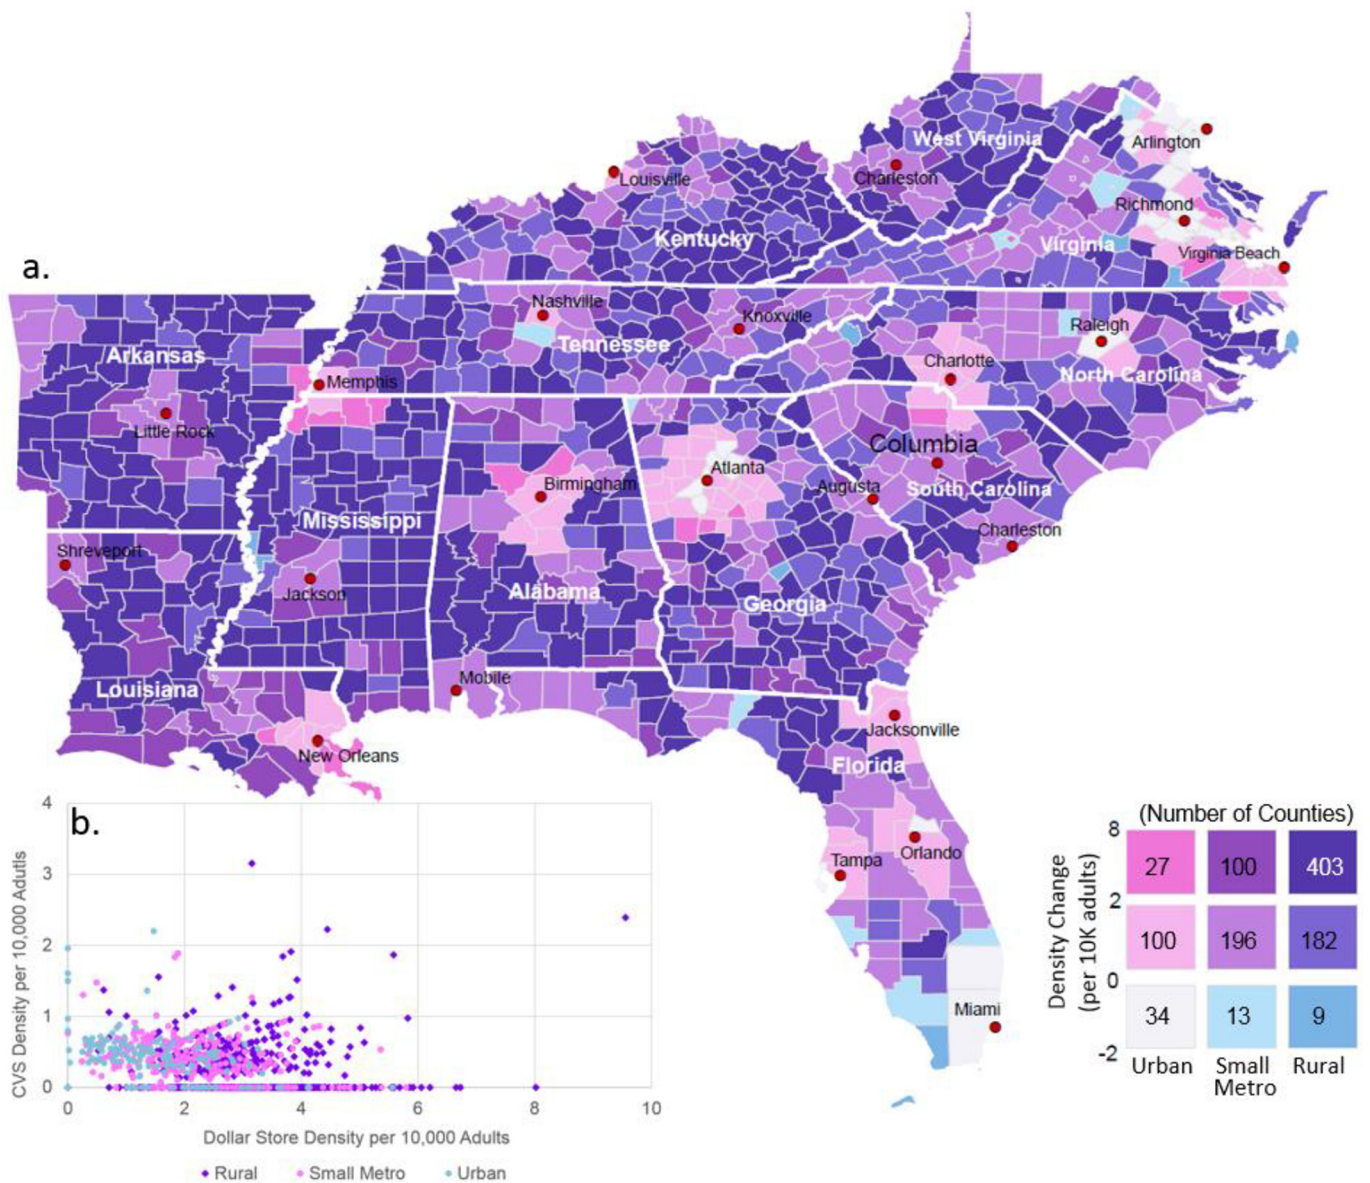 West Virginia
Arlington
Charleston
Louisville
Richmond
Kentucky
Virginia
Virginia Beach
a.
Nashville
Knoxville
Raleigh
Arkansas
Tennessee
Charlotte
Memphis
North Carolina
Little Rock
Columbia
Atlanta
Birmingham
Augusta
South Carolina
Mississippi
Charleston
Shreveport
Jackson
Alabama
Georgia
Louisiana
Mobile
New Orleans
Jacksonville
Florida
Tampa
Orlando
Miami
b.
4
3
2
1
0
CVS Density per 10,000 Adutls
0 2 4 6 8 10
Dollar Store Density per 10,000 Adults
Rural Small Metro Urban
(Number of Counties)
8
27 100 403
2
100 196 182
0
34 13 9
-2
Density Change
(per 10K adults)
Urban Small Rural
Metro